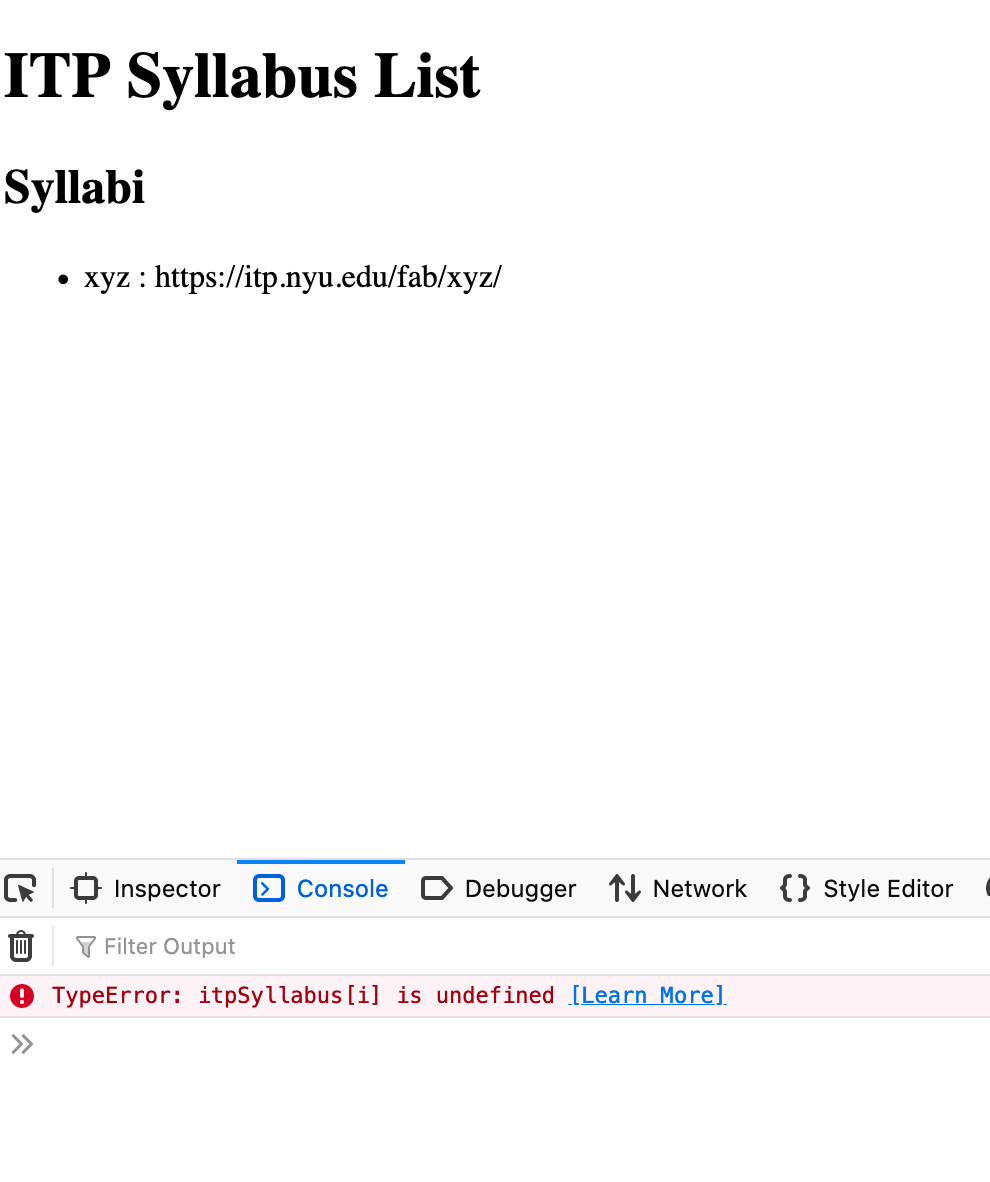 ITP Syllabus List
Syllabi
• xyz : https://itp.nyu.edu/fab/xyz/
Inspector Console Debugger Network Style Editor
Filter Output
TypeError: itpSyllabus[i] is undefined [Learn More]